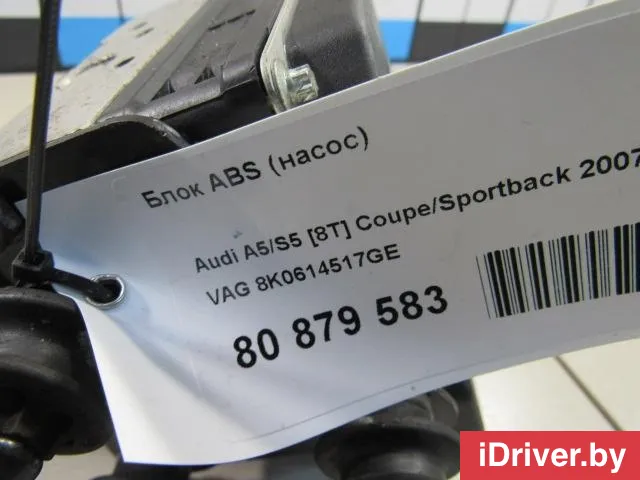 Блок ABS (насос)
Audi A5/S5 [8T] Coupe/Sportback 2007
VAG 8K0614517GE
80 879 583
iDriver.by